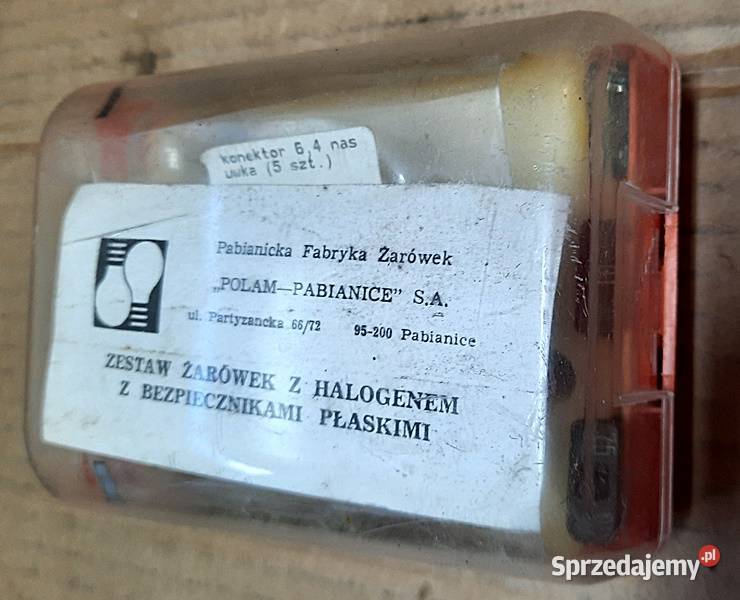 konektor 6,4 nas
uwka (5 szt.)
Pabianicka Fabryka Żarówek
„POLAM—PABIANICE” S.A.
ul. Partyzancka 66/72 95-200 Pabianice
ZESTAW ŻARÓWEK Z HALOGENEM
Z BEZPIECZNIKAMI PŁASKIMI
15
Sprzedajemy.pl